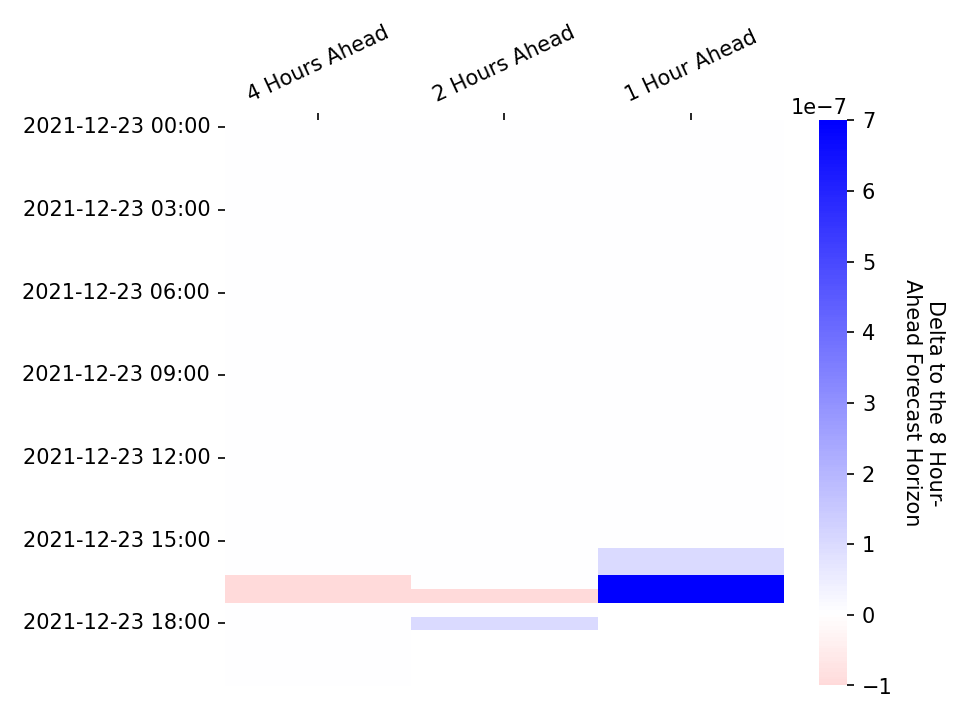 4 Hours Ahead
2 Hours Ahead
1 Hour Ahead
1e−7
2021-12-23 00:00
2021-12-23 03:00
2021-12-23 06:00
2021-12-23 09:00
2021-12-23 12:00
2021-12-23 15:00
2021-12-23 18:00
7
6
5
4
3
2
1
0
−1
Delta to the 8 Hour-
Ahead Forecast Horizon